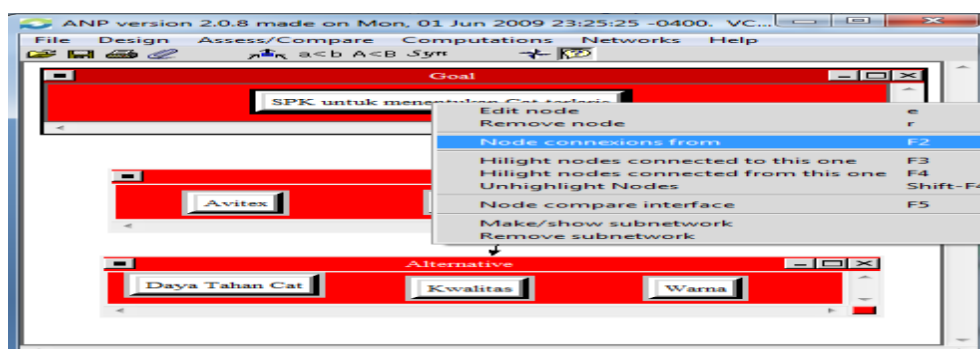 ANP version 2.0.8 made on Mon, 01 Jun 2009 23:25:25 -0400. VC...
File Design Assess/Compare Computations Networks Help
a<b A<B Syn
Goal
SPK untuk menentukan Cat terlaris
Edit node e
Remove node r
Node connexions from F2
Hilight nodes connected to this one F3
Hilight nodes connected from this one F4
Unhighlight Nodes Shift-F4
Node compare interface F5
Make/show subnetwork
Remove subnetwork
Avitex
Alternative
Daya Tahan Cat Kwalitas Warna